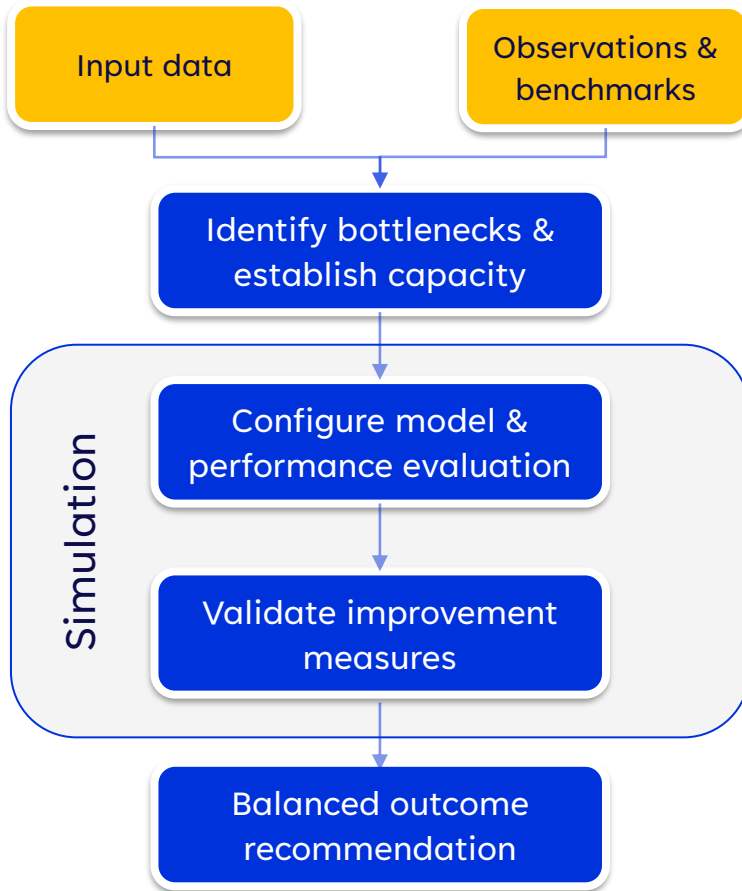 Input data
Observations &
benchmarks
Identify bottlenecks &
establish capacity
Simulation
Configure model &
performance evaluation
Validate improvement
measures
Balanced outcome
recommendation